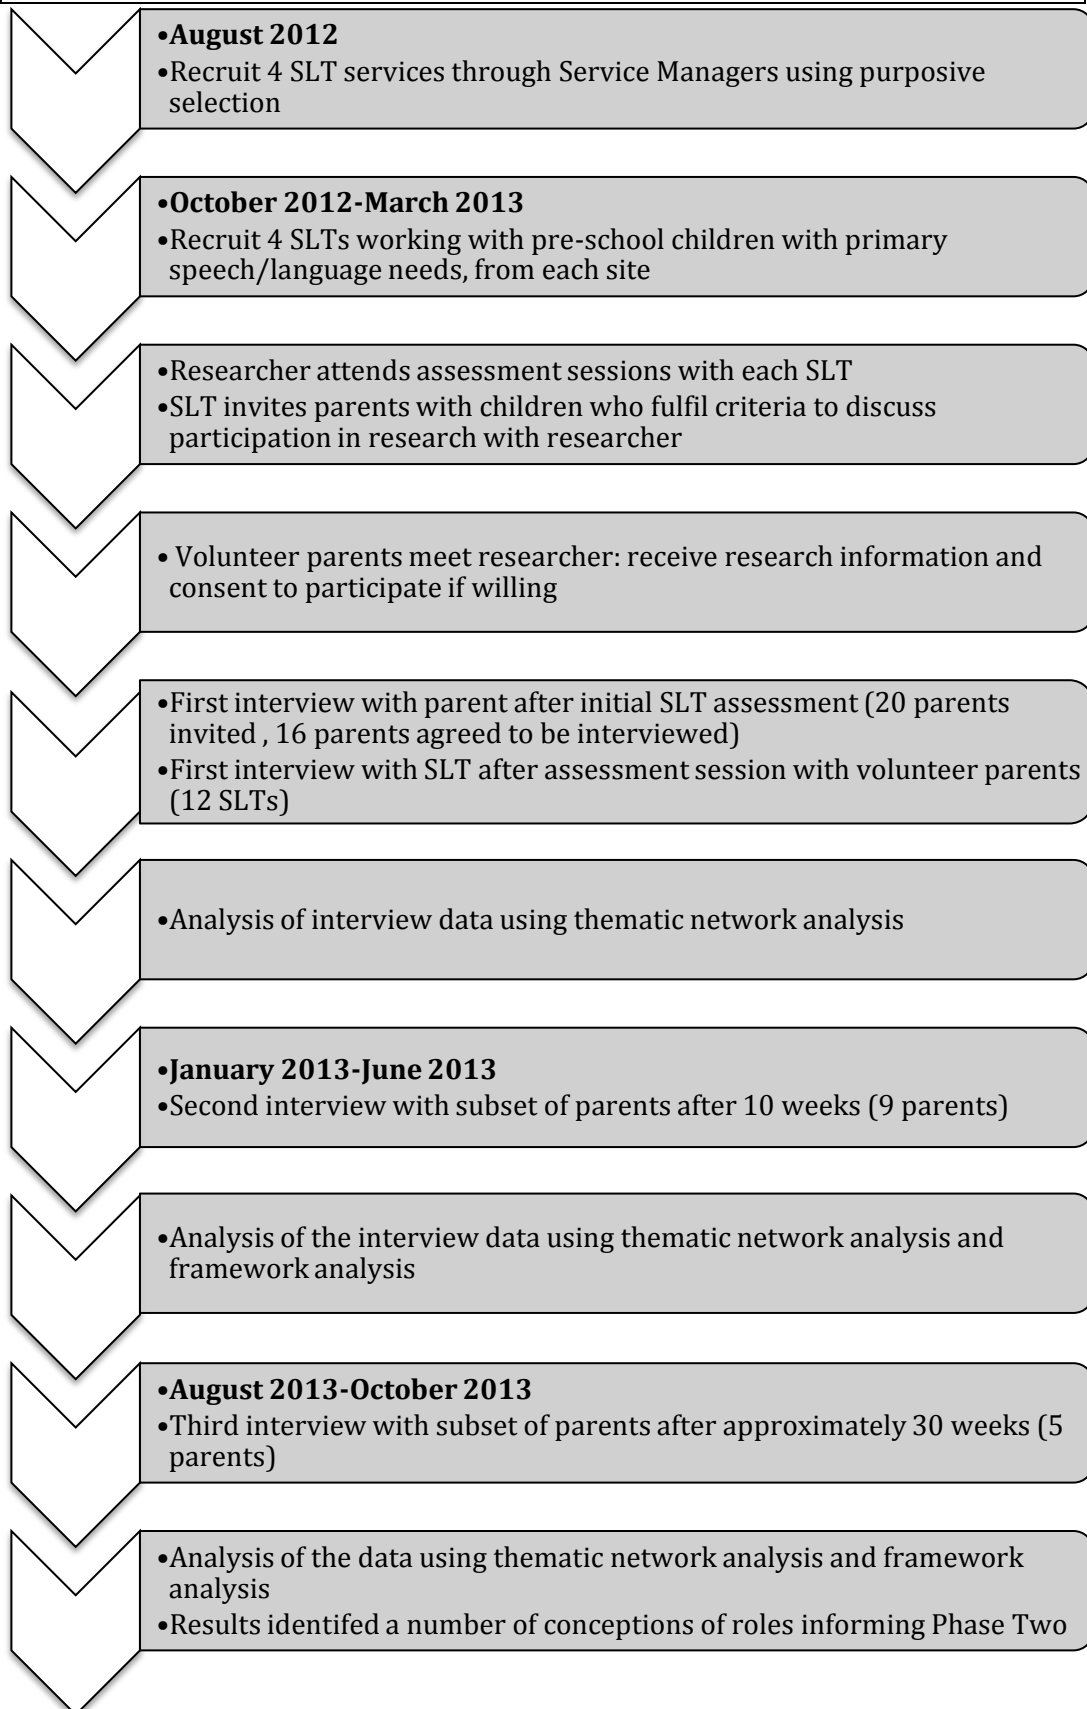 •August 2012
•Recruit 4 SLT services through Service Managers using purposive
selection
•October 2012-March 2013
•Recruit 4 SLTs working with pre-school children with primary
speech/language needs, from each site
•Researcher attends assessment sessions with each SLT
•SLT invites parents with children who fulfil criteria to discuss
participation in research with researcher
• Volunteer parents meet researcher: receive research information and
consent to participate if willing
•First interview with parent after initial SLT assessment (20 parents
invited , 16 parents agreed to be interviewed)
•First interview with SLT after assessment session with volunteer parents
(12 SLTs)
•Analysis of interview data using thematic network analysis
•January 2013-June 2013
•Second interview with subset of parents after 10 weeks (9 parents)
•Analysis of the interview data using thematic network analysis and
framework analysis
•August 2013-October 2013
•Third interview with subset of parents after approximately 30 weeks (5
parents)
•Analysis of the data using thematic network analysis and framework
analysis
•Results identifed a number of conceptions of roles informing Phase Two